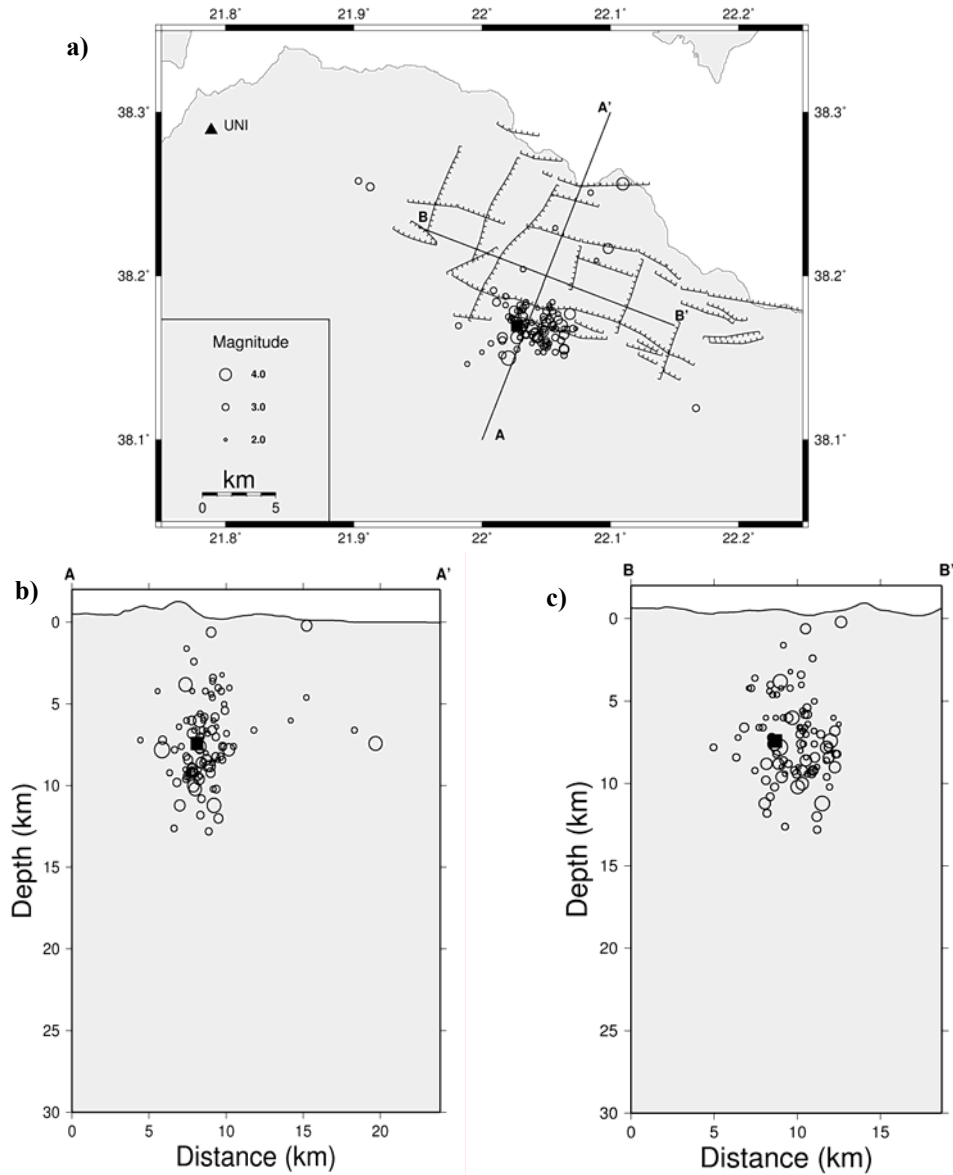 a)
21.8˚ 21.9˚ 22˚ 22.1˚ 22.2˚
38.3˚ 38.3˚
38.2˚ 38.2˚
38.1˚ 38.1˚
UNI
A'
B
B'
A
Magnitude
4.0
3.0
2.0
km
0 5
21.8˚ 21.9˚ 22˚ 22.1˚ 22.2˚
b)
A A'
0
5
10
15
20
25
30
Depth (km)
0 5 10 15 20
Distance (km)
c)
B B'
0
5
10
15
20
25
30
Depth (km)
0 5 10 15
Distance (km)